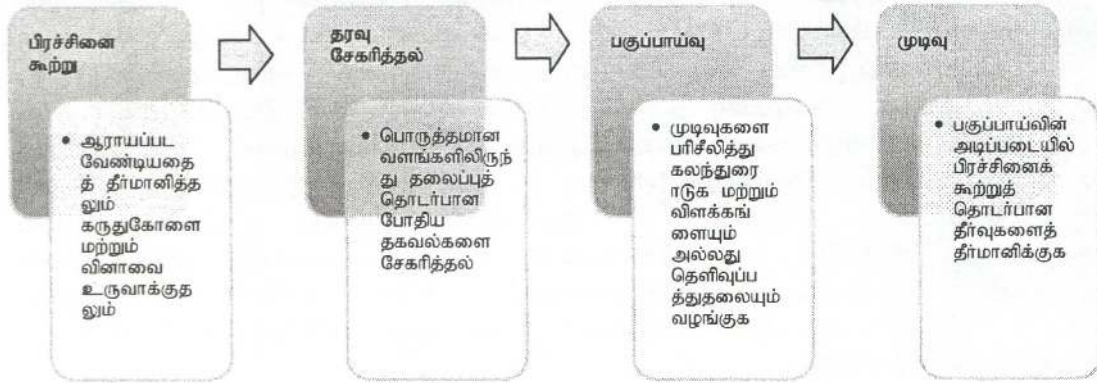 பிரச்சினை
கூற்று
ஆராயப்பட
வேண்டியதை
த் தீர்மானித்த
லும்
கருதுகோளை
மற்றும்
வினாவை
உருவாக்குத
லும்
தரவு
சேகரித்தல்
பொருத்தமான
வளங்களிலிருந்
து தலைப்புத்
தொடர்பான
போதிய
தகவல்களை
சேகரித்தல்
பகுப்பாய்வு
முடிவுகளை
பரிசீலித்து
கலந்துரை
ாடுக மற்றும்
விளக்கங்
ளையும்
அல்லது
தெளிவுப்ப
த்துதலையும்
வழங்குக
முடிவு
பகுப்பாய்வின்
அடிப்படையில்
பிரச்சினைக்
கூற்றுத்
தொடர்பான
தீர்வுகளைத்
தீர்மானிக்குக